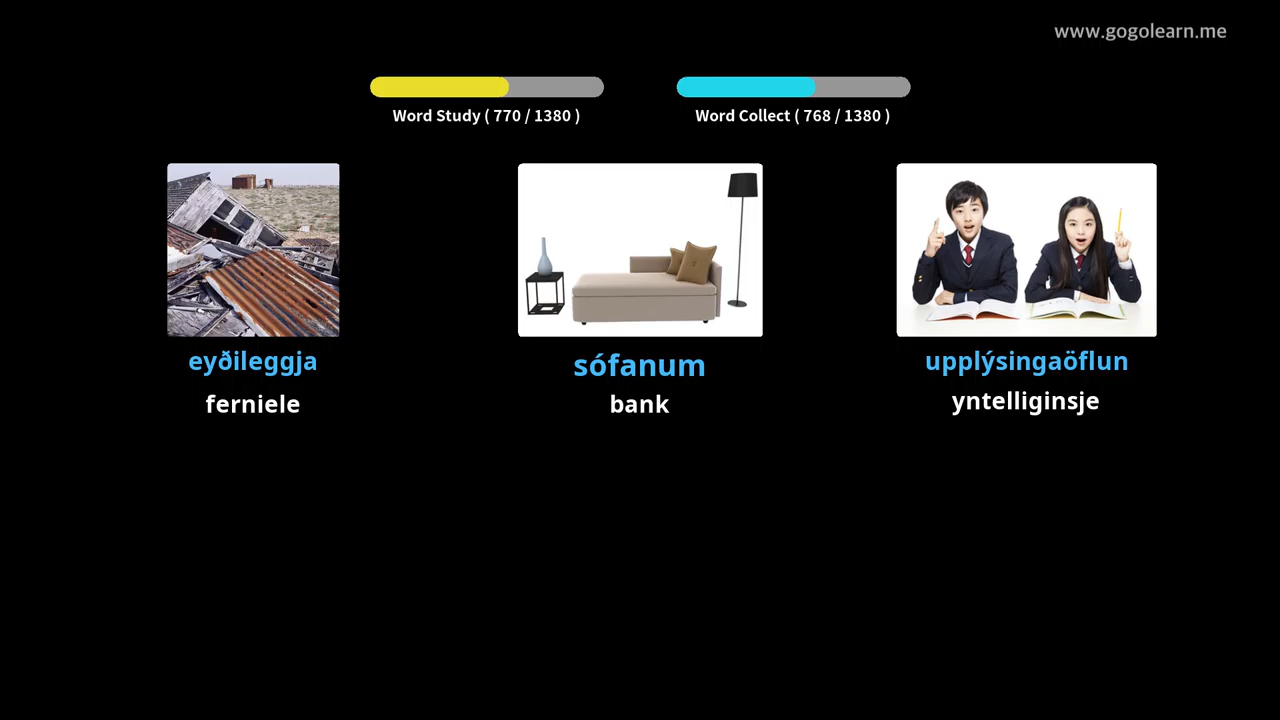 www.gogolearn.me
Word Study ( 770 / 1380 )
Word Collect ( 768 / 1380 )
eyðileggja
ferniele
sófanum
bank
upplýsingaöflun
yntelliginsje